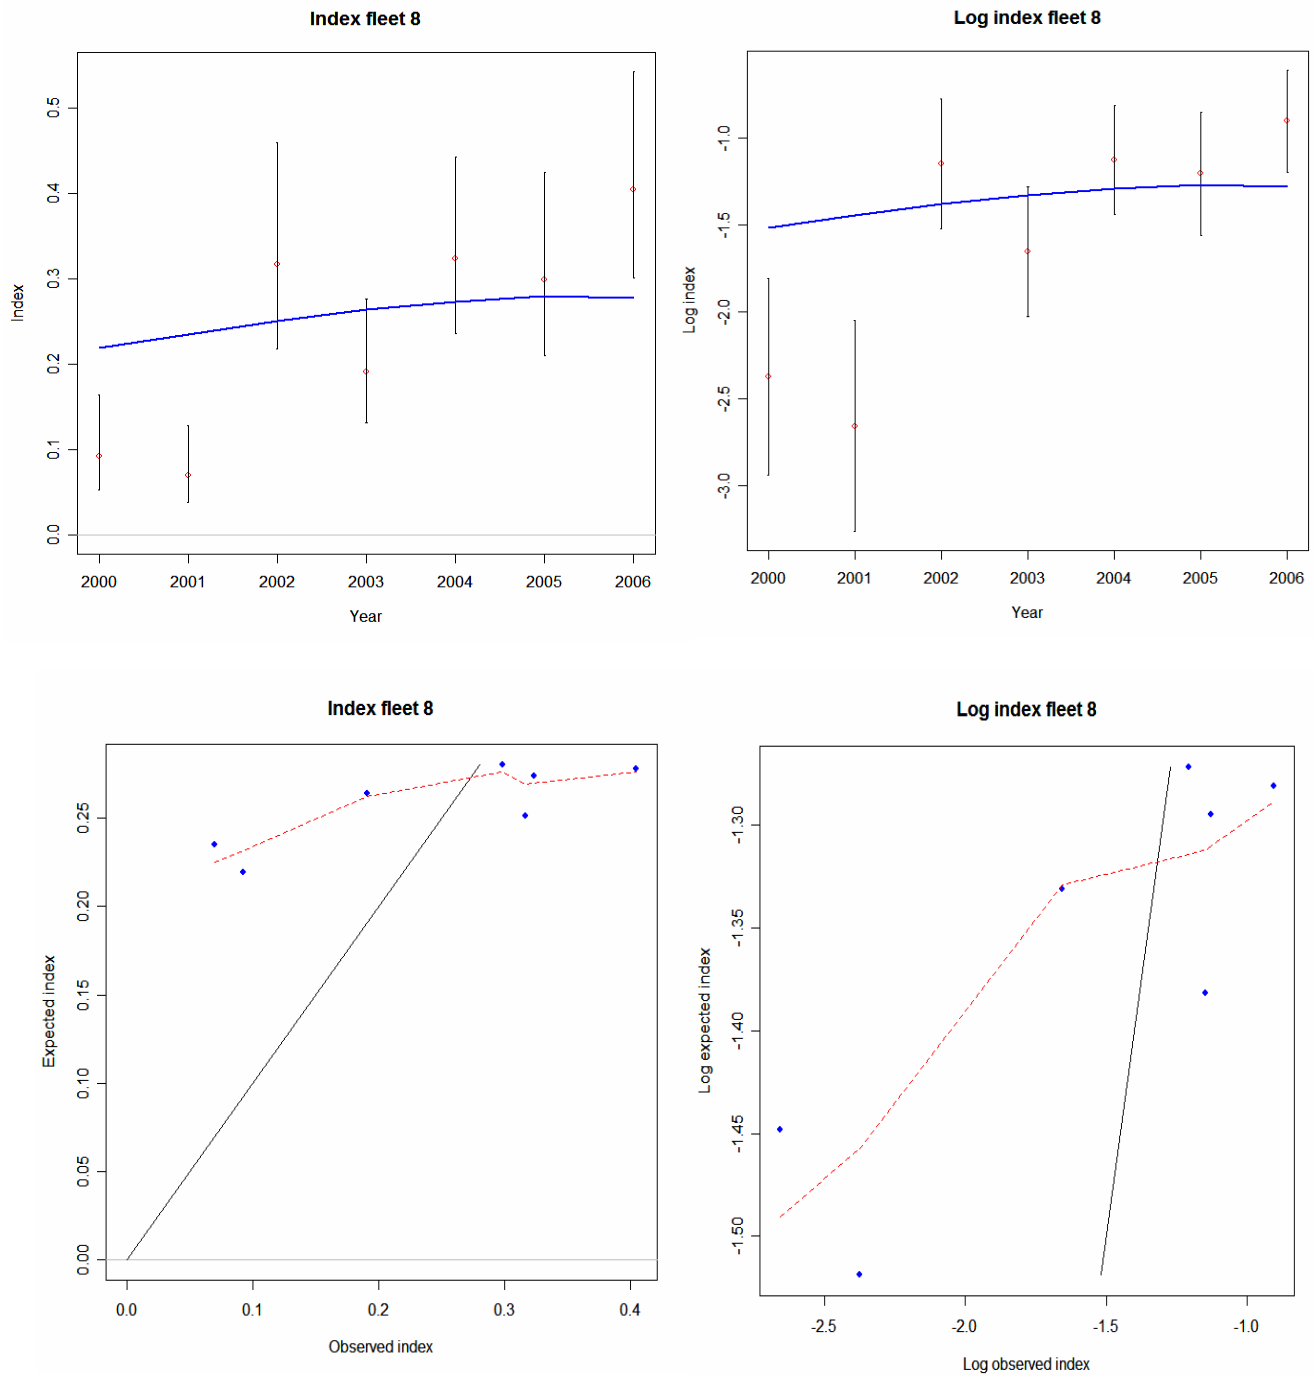 Index fleet 8
Index
0.5
0.4
0.3
0.2
0.1
0.0
2000 2001 2002 2003 2004 2005 2006
Year
Log index fleet 8
Log index
-1.0
-1.5
-2.0
-2.5
-3.0
2000 2001 2002 2003 2004 2005 2006
Year
Index fleet 8
Expected index
0.25
0.20
0.15
0.10
0.05
0.00
0.0 0.1 0.2 0.3 0.4
Observed index
Log index fleet 8
Log expected index
-1.30
-1.35
-1.40
-1.45
-1.50
-2.5 -2.0 -1.5 -1.0
Log observed index